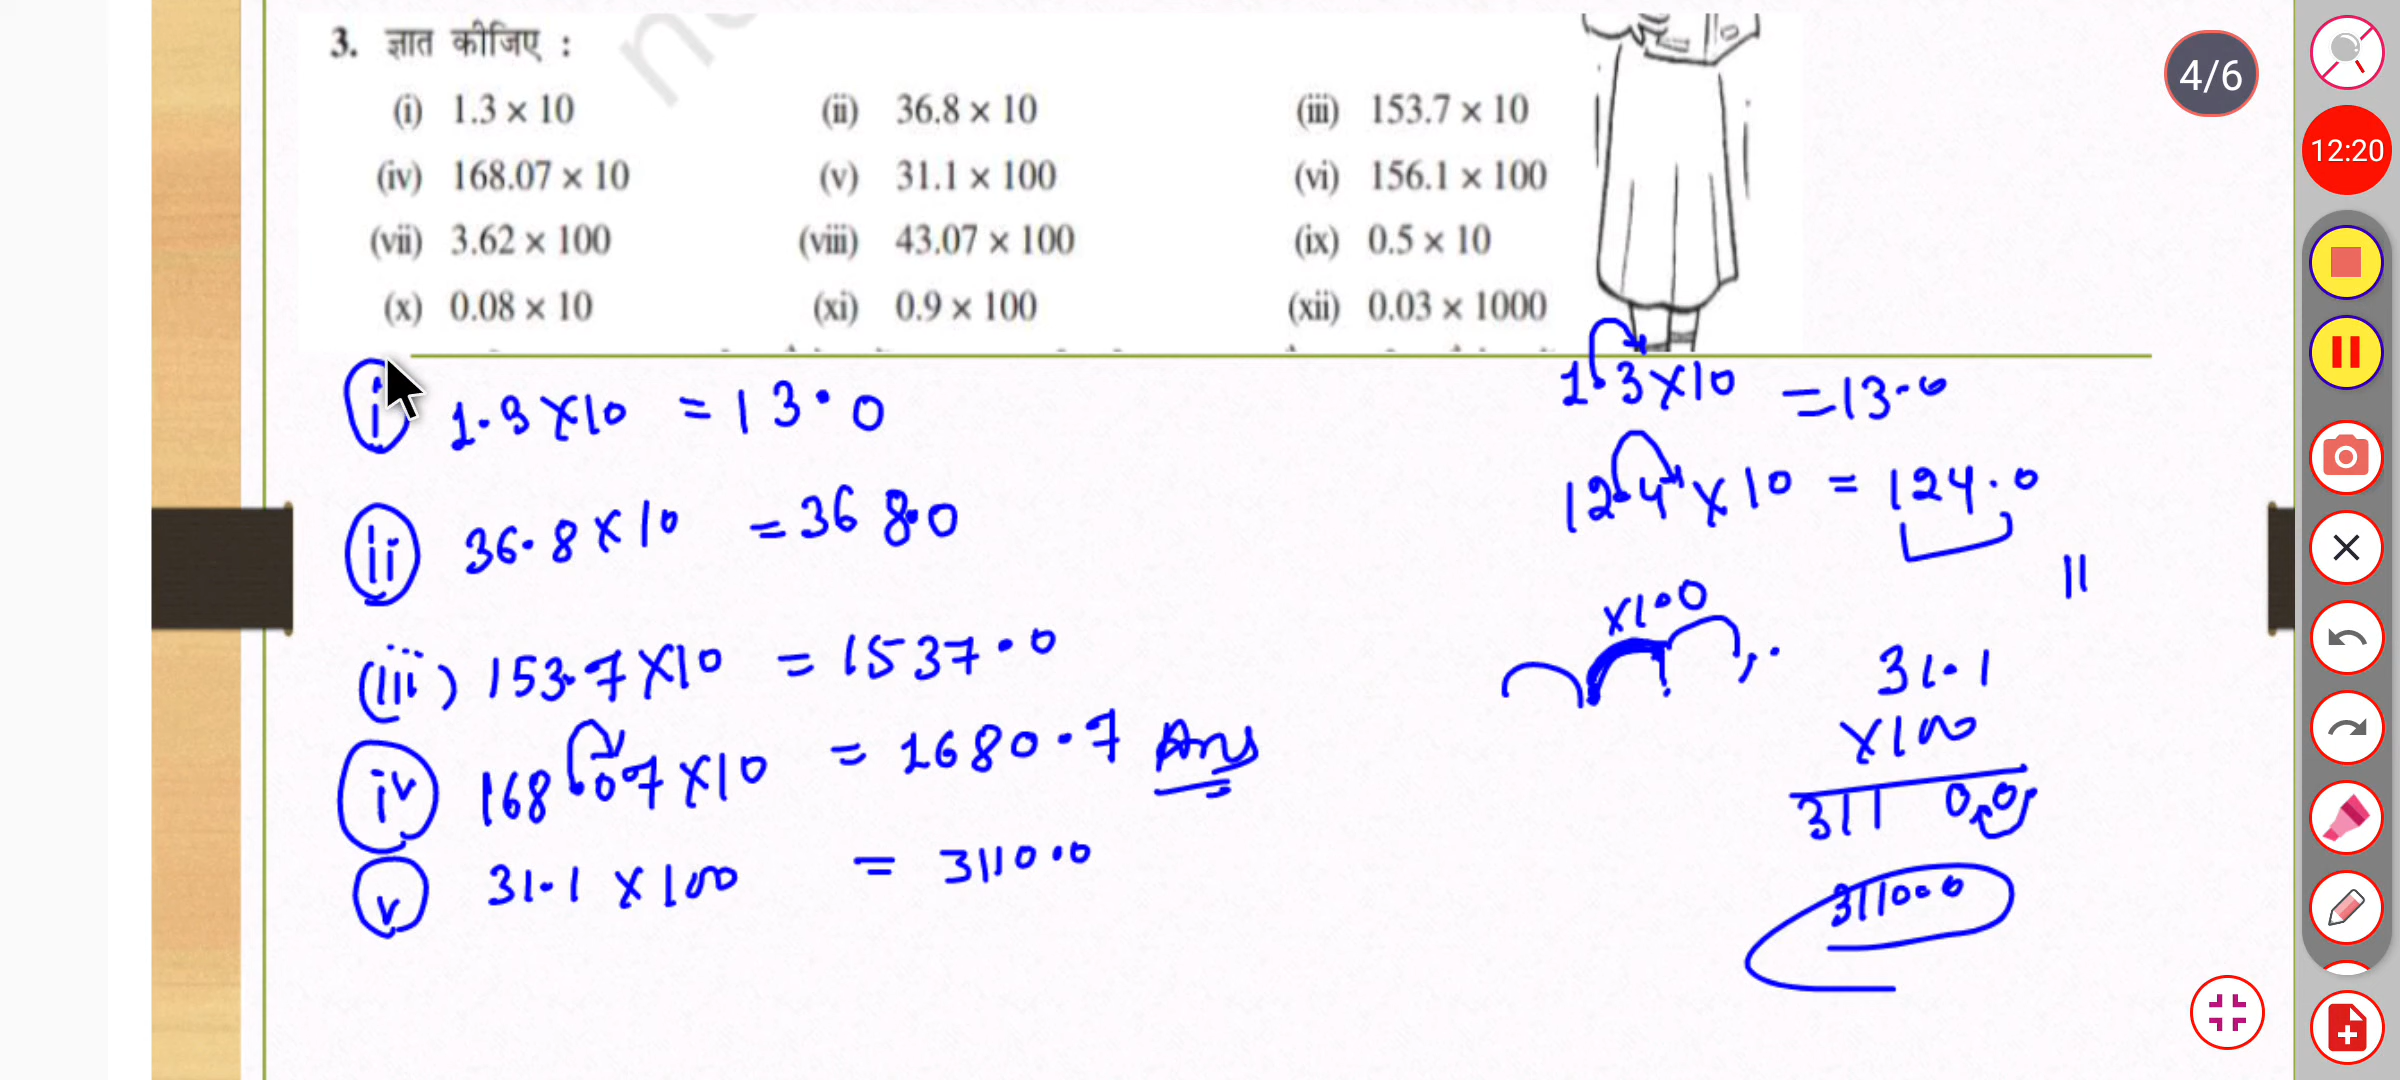 3. ज्ञात कीजिए :
(i) 1.3 × 10 (ii) 36.8 × 10 (iii) 153.7 × 10
(iv) 168.07 × 10 (v) 31.1 × 100 (vi) 156.1 × 100
(vii) 3.62 × 100 (viii) 43.07 × 100 (ix) 0.5 × 10
(x) 0.08 × 10 (xi) 0.9 × 100 (xii) 0.03 × 1000
i 1.3 × 10 = 13.0
ii 36.8 × 10 = 368.0
(iii) 153.7 × 10 = 1537.0
iv 168.07 × 10 = 1680.7 Ans
v 31.1 × 100 = 3110.0
1.3 × 10 = 13.0
12.4 × 10 = 124.0
11
×100
31.1
×100
311 0.0
3110.0
4/6
12:20